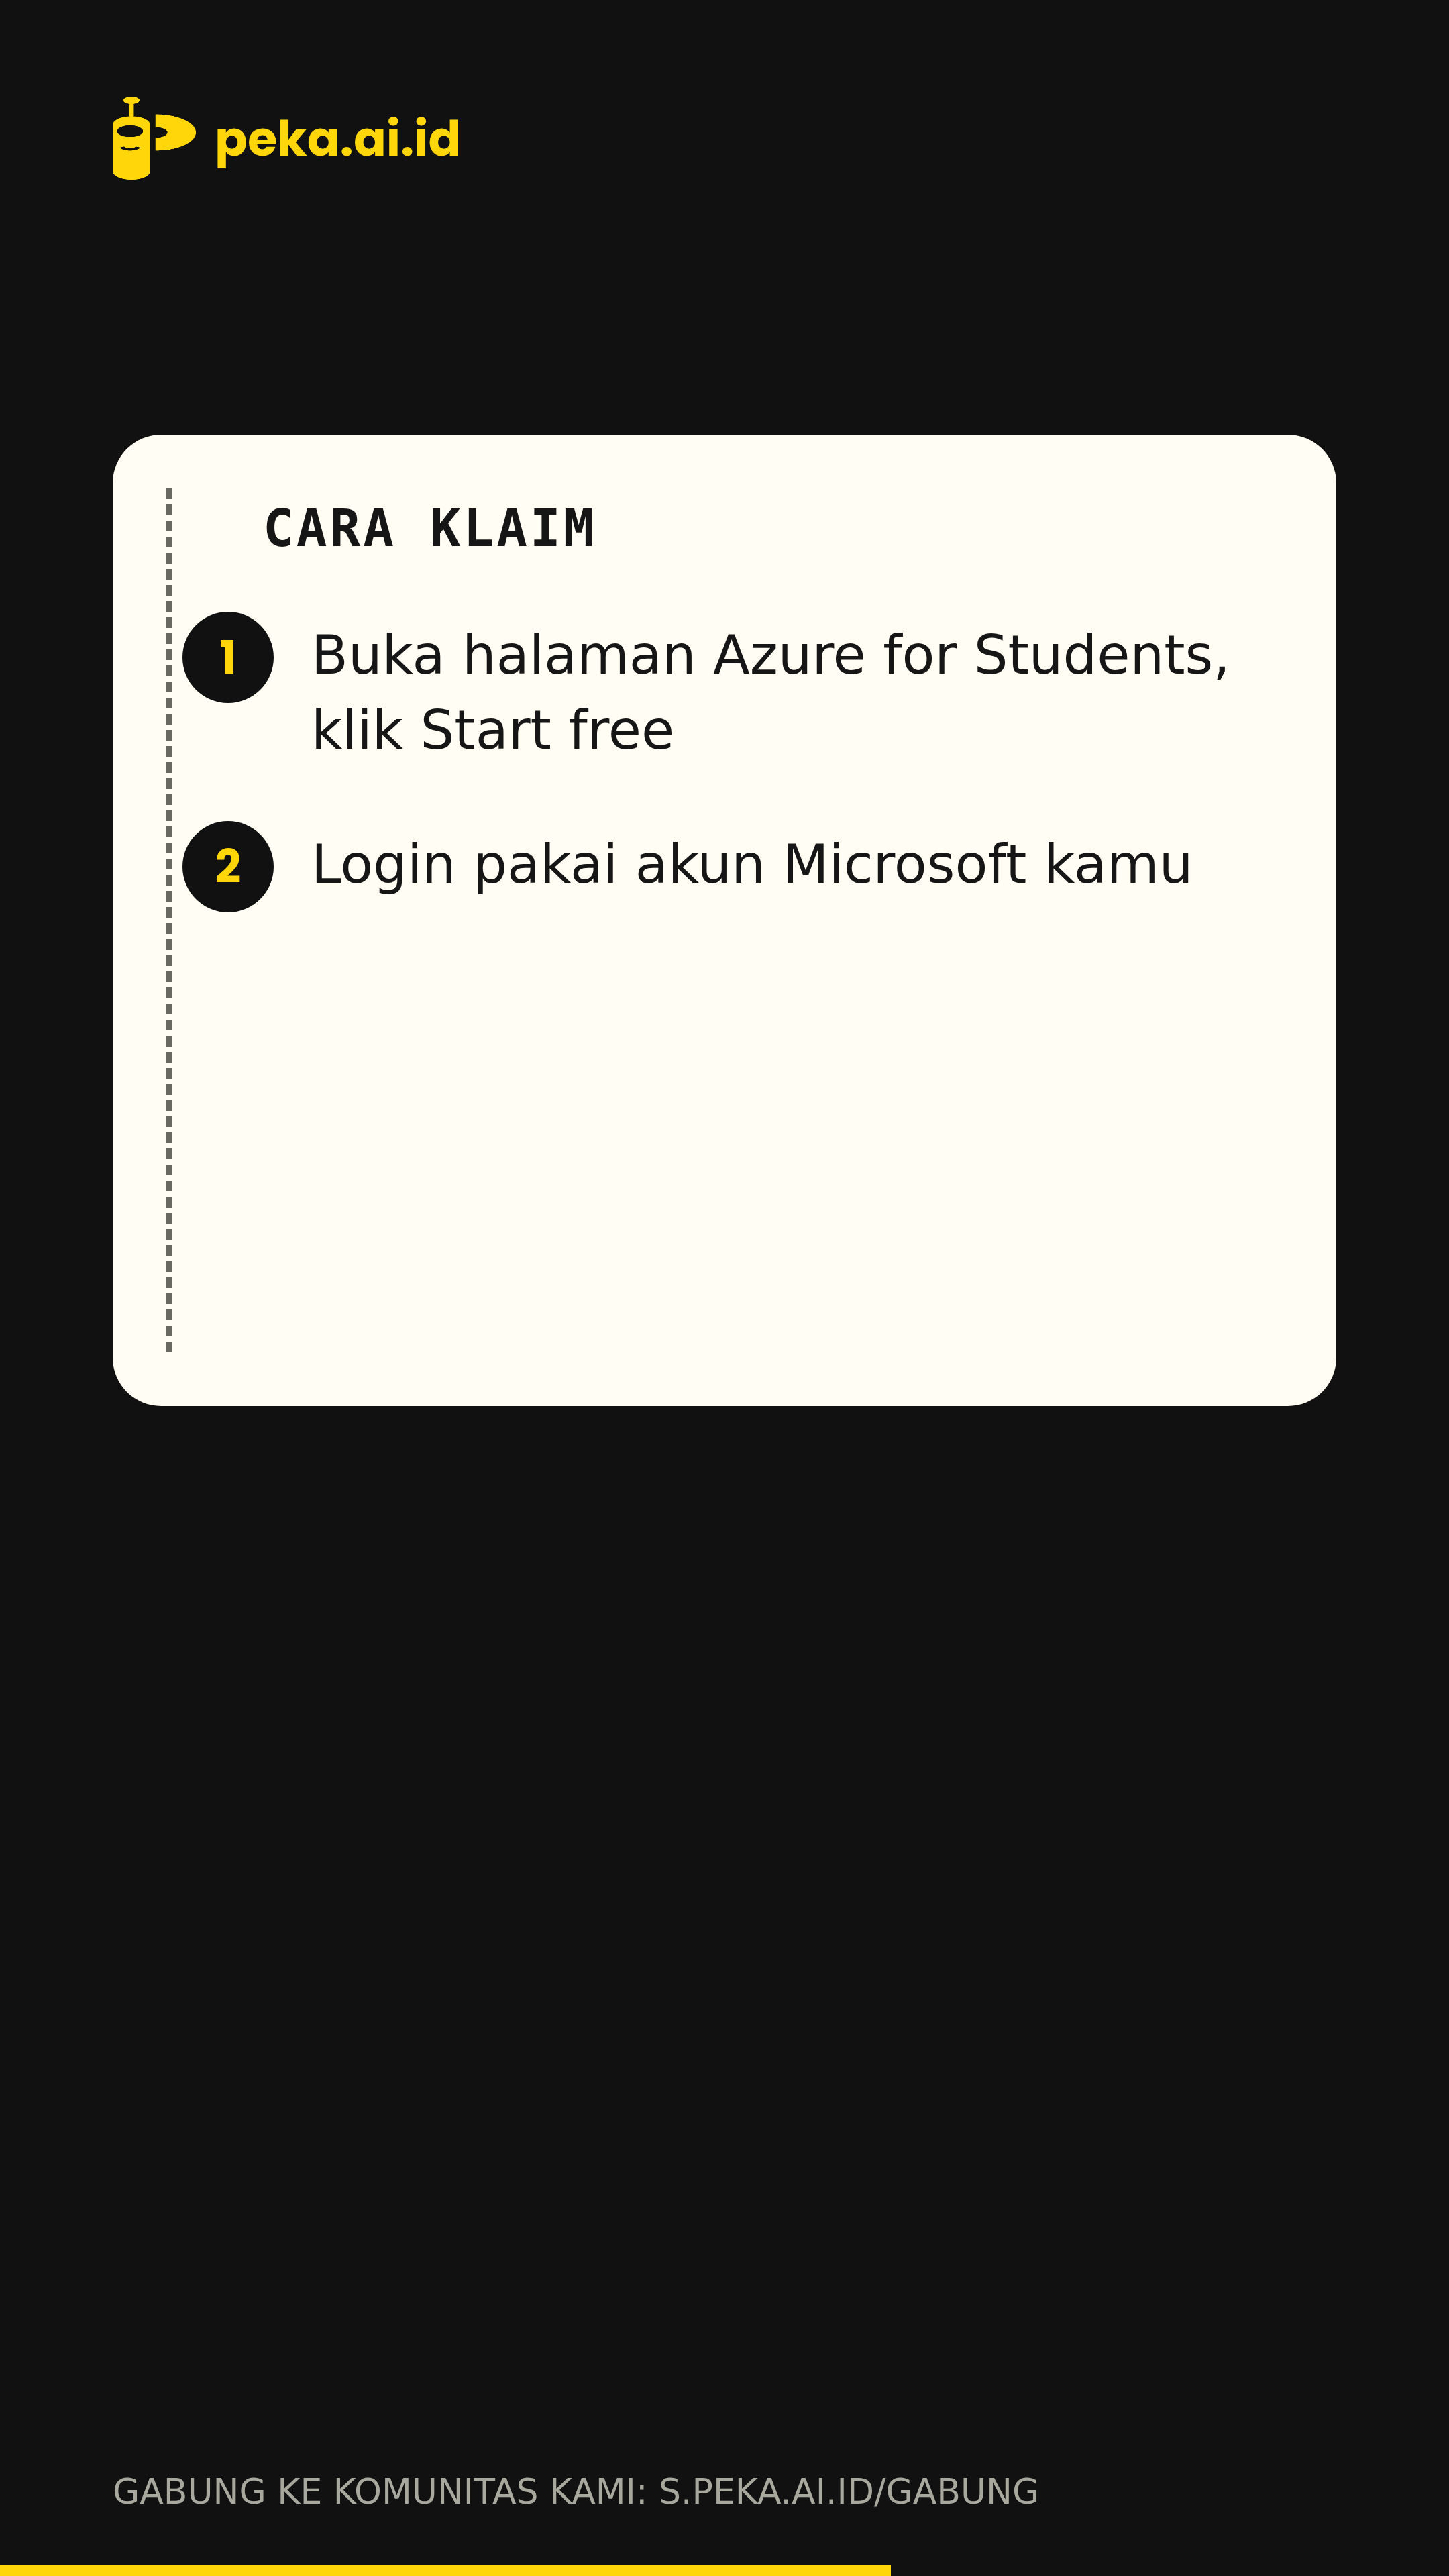 peka.ai.id
CARA KLAIM
1 Buka halaman Azure for Students,
klik Start free
2 Login pakai akun Microsoft kamu
GABUNG KE KOMUNITAS KAMI: S.PEKA.AI.ID/GABUNG